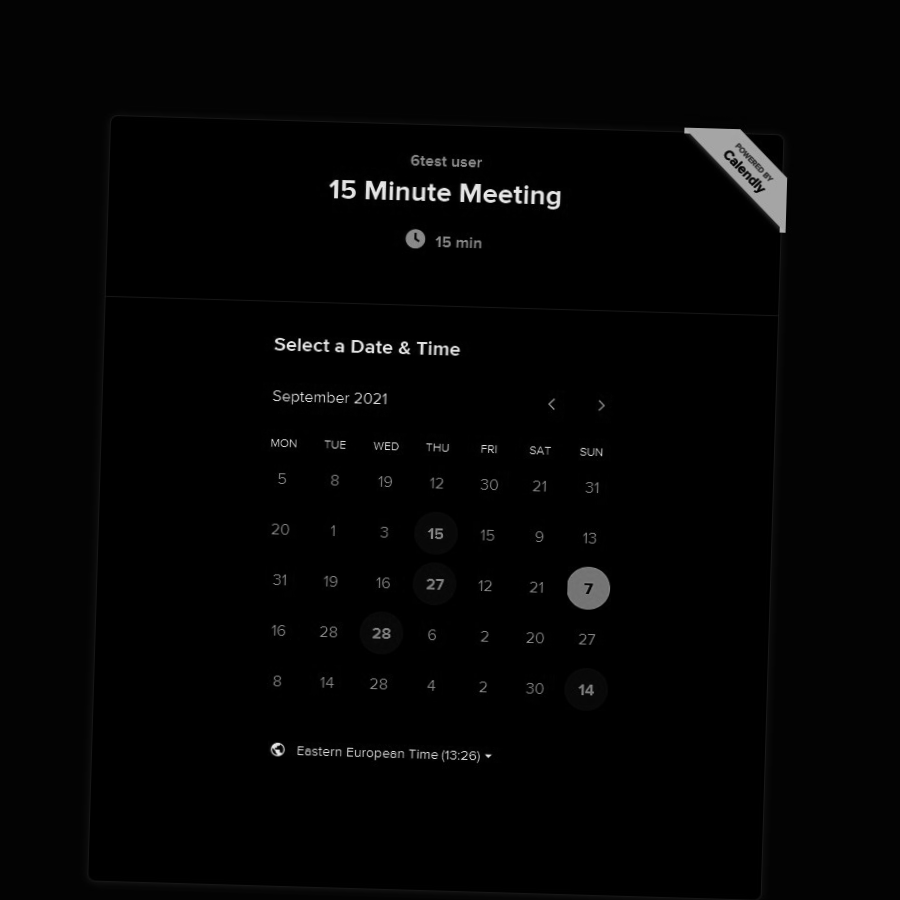 POWERED BY
Calendly
6test user
15 Minute Meeting
15 min
Select a Date & Time
September 2021
MON TUE WED THU FRI SAT SUN
5 8 19 12 30 21 31
20 1 3 15 15 9 13
31 19 16 27 12 21 7
16 28 28 6 2 20 27
8 14 28 4 2 30 14
Eastern European Time (13:26)